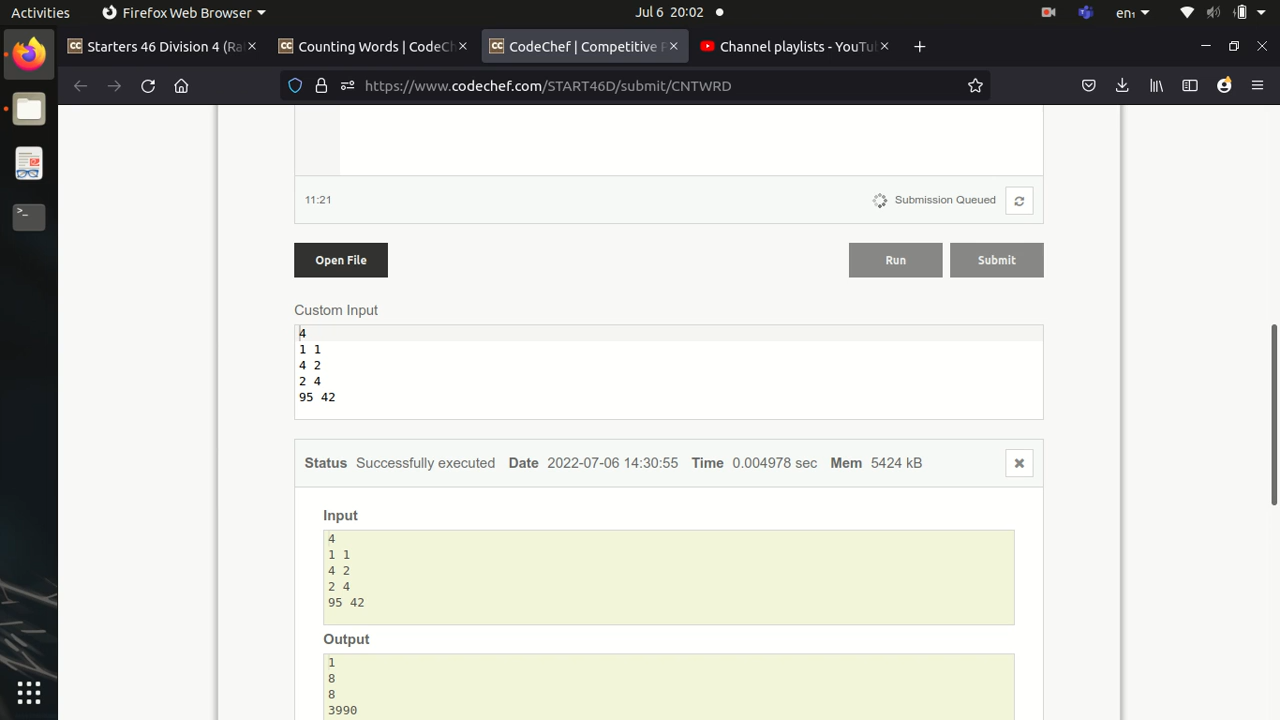 Activities Firefox Web Browser Jul 6 20:02 en1
Starters 46 Division 4 (Ra Counting Words | CodeCh CodeChef | Competitive P Channel playlists - YouTu
https://www.codechef.com/START46D/submit/CNTWRD
11:21 Submission Queued
Open File Run Submit
Custom Input
4
1 1
4 2
2 4
95 42
Status Successfully executed Date 2022-07-06 14:30:55 Time 0.004978 sec Mem 5424 kB
Input
4
1 1
4 2
2 4
95 42
Output
1
8
8
3990